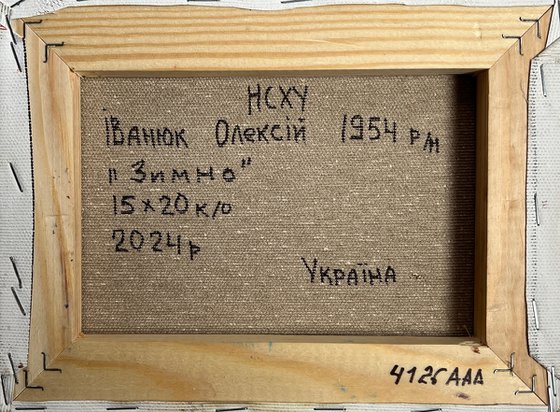 НСХУ
Іванюк Олексій 1954 р/н
„Зимно"
15×20 к/о
2024р
Україна
4126ААА